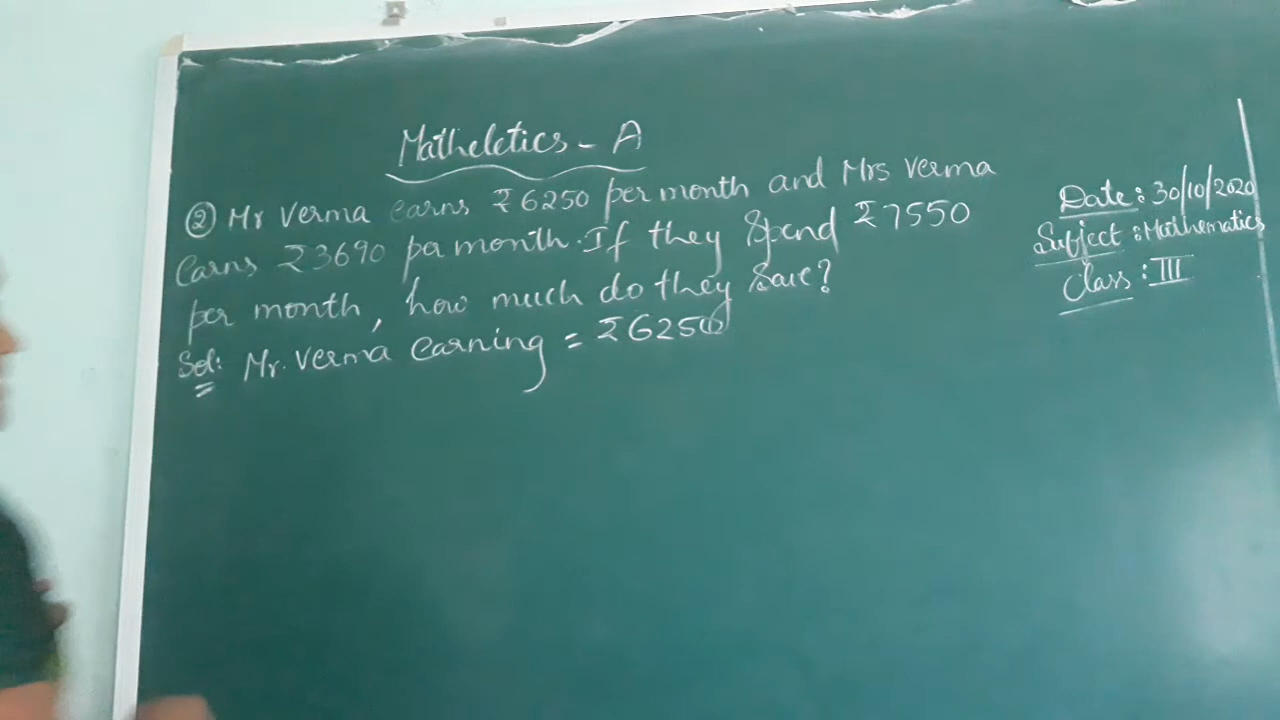 Matheletics - A
② Mr Verma earns ₹6250 per month and Mrs Verma
earns ₹3690 per month. If they Spend ₹7550
per month, how much do they Save?
Sol: Mr. Verma earning = ₹6250
Date: 30/10/2020
Subject: Mathematics
Class: III